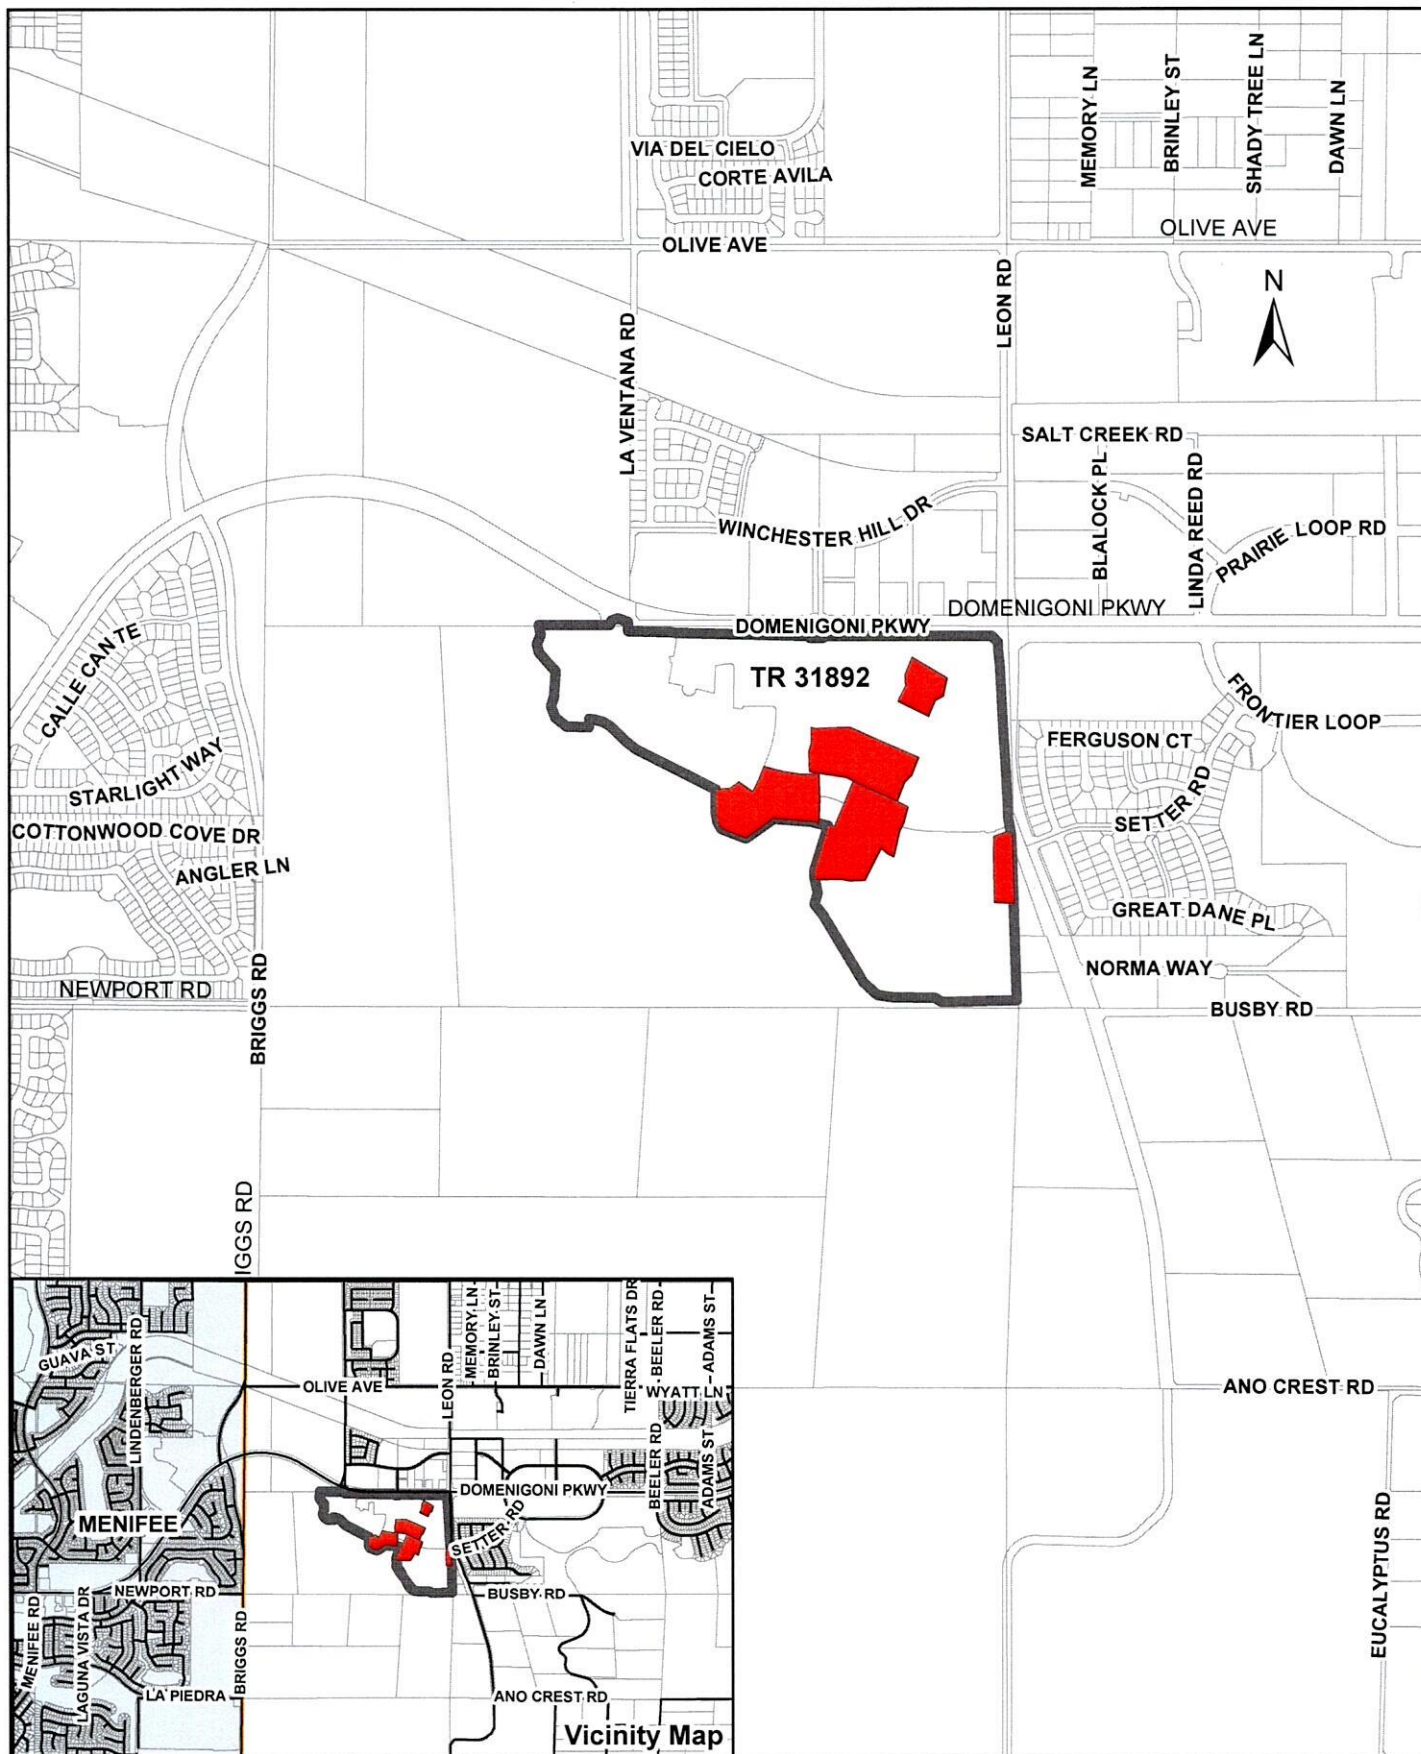 MEMORY LN
BRINLEY ST
SHADY TREE LN
DAWN LN
VIA DEL CIELO
CORTE AVILA
OLIVE AVE
OLIVE AVE
LEON RD
N
LA VENTANA RD
SALT CREEK RD
BLALOCK PL
LINDA REED RD
WINCHESTER HILL DR
PRAIRIE LOOP RD
DOMENIGONI PKWY
DOMENIGONI PKWY
CALLE CAN TE
TR 31892
FRONTIER LOOP
FERGUSON CT
STARLIGHT WAY
SETTER RD
COTTONWOOD COVE DR
ANGLER LN
GREAT DANE PL
NORMA WAY
NEWPORT RD
BRIGGS RD
BUSBY RD
IGGS RD
ANO CREST RD
EUCALYPTUS RD
GUAVA ST
LINDENBERGER RD
OLIVE AVE
LEON RD
MEMORY LN
BRINLEY ST
DAWN LN
TIERRA FLATS DR
BEELER RD
ADAMS ST
WYATT LN
BEELER RD
ADAMS ST
DOMENIGONI PKWY
SETTER RD
MENIFEE
NEWPORT RD
BUSBY RD
MENIFEE RD
LAGUNA VISTA DR
BRIGGS RD
LA PIEDRA
ANO CREST RD
Vicinity Map